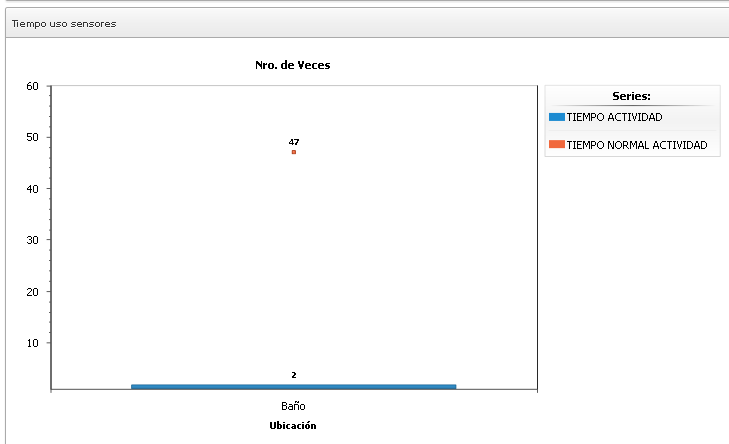 Tiempo uso sensores
Nro. de Veces
60
50
40
30
20
10
47
2
Baño
Ubicación
Series:
TIEMPO ACTIVIDAD
TIEMPO NORMAL ACTIVIDAD